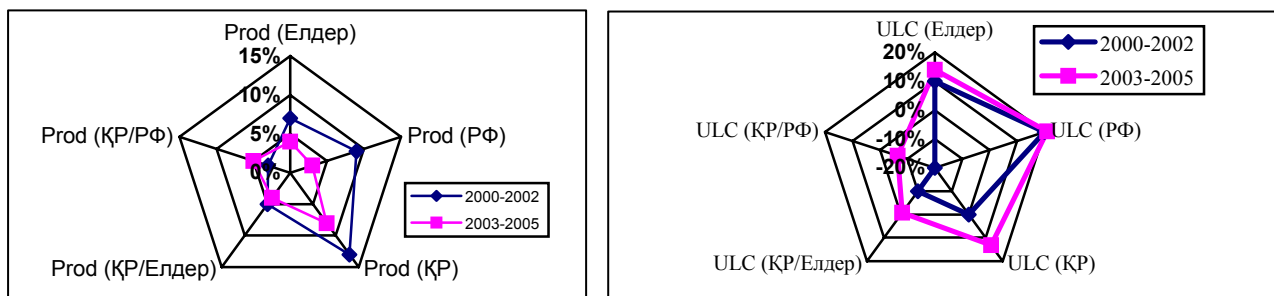 Prod (Елдер)
15%
10%
5%
0%
Prod (РФ)
Prod (ҚР)
Prod (ҚР/Елдер)
Prod (ҚР/РФ)
2000-2002
2003-2005
ULC (Елдер)
20%
10%
0%
-10%
-20%
ULC (РФ)
ULC (ҚР)
ULC (ҚР/Елдер)
ULC (ҚР/РФ)
2000-2002
2003-2005